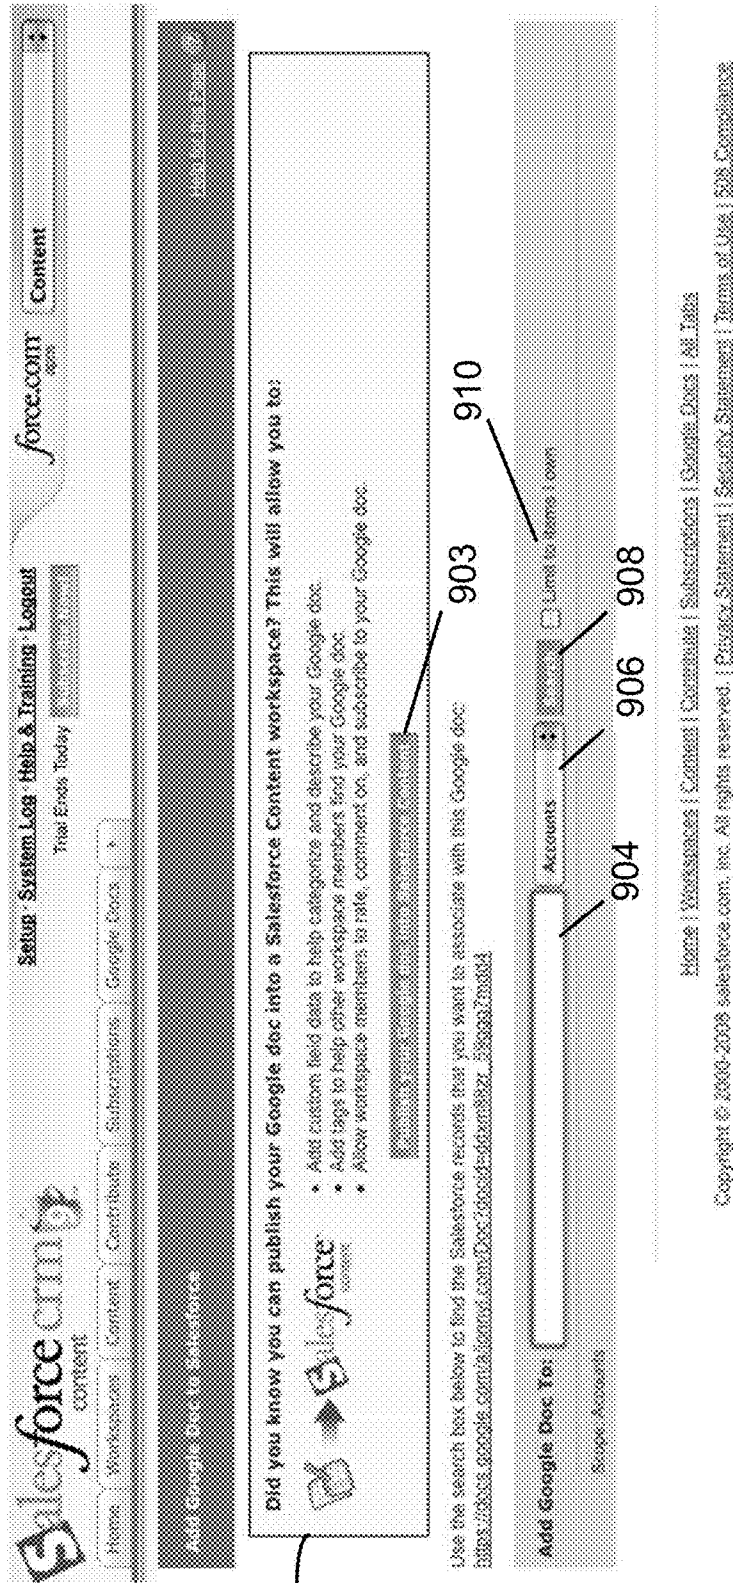 Salesforce crm
content
Setup · System Log · Help & Training · Logout
Trial Ends Today
force.com
apps
Content
Home Workspaces Content Contribute Subscriptions Google Docs
Add Google Doc to Salesforce
Did you know you can publish your Google doc into a Salesforce Content workspace? This will allow you to:
• Add custom field data to help categorize and describe your Google doc.
• Add tags to help other workspace members find your Google doc.
• Allow workspace members to rate, comment on, and subscribe to your Google doc.
Salesforce
content
903
Use the search box below to find the Salesforce records that you want to associate with this Google doc:
910
Add Google Doc To: Accounts Limit to items I own
Scope: Accounts
904
906
908
Home | Workspaces | Content | Contribute | Subscriptions | Google Docs | All Tabs
Copyright © 2000-2008 salesforce.com, inc. All rights reserved. | Privacy Statement | Security Statement | Terms of Use | 508 Compliance